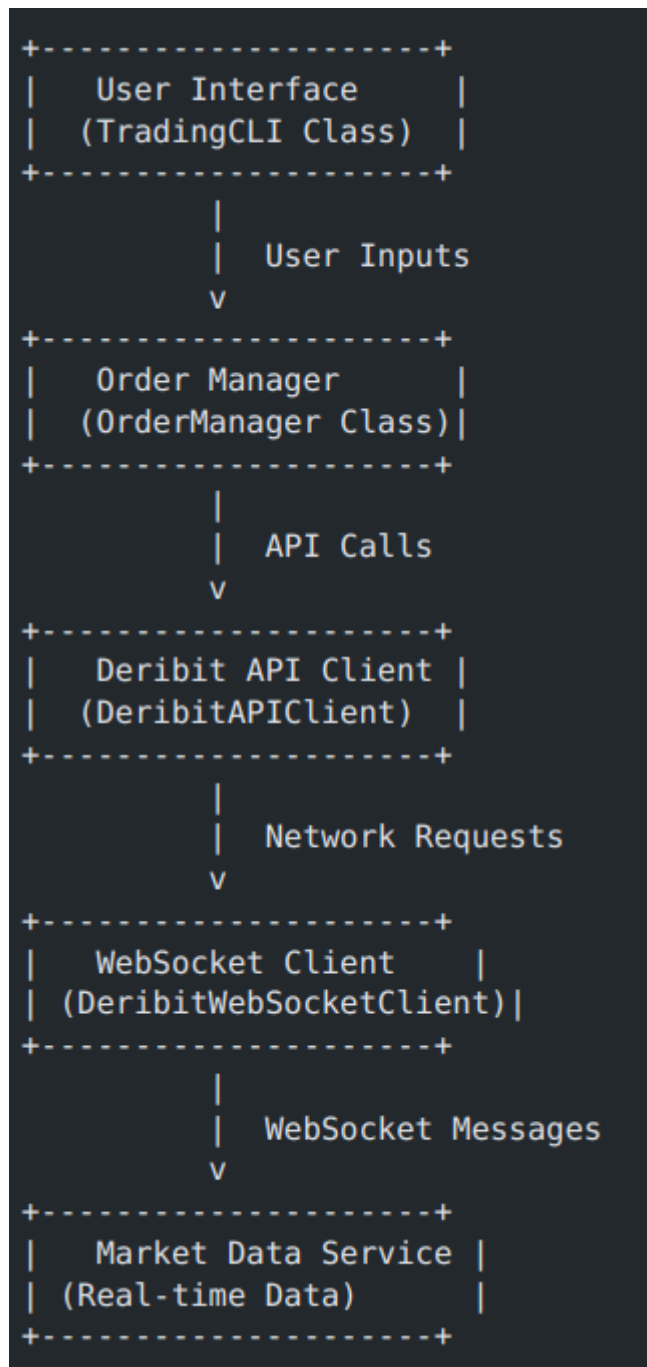 +---------------------+
|   User Interface     |
|  (TradingCLI Class)  |
+---------------------+
          |
          |  User Inputs
          v
+---------------------+
|   Order Manager      |
|  (OrderManager Class)|
+---------------------+
          |
          |  API Calls
          v
+---------------------+
|   Deribit API Client |
|  (DeribitAPIClient)  |
+---------------------+
          |
          |  Network Requests
          v
+---------------------+
|   WebSocket Client    |
| (DeribitWebSocketClient)|
+---------------------+
          |
          |  WebSocket Messages
          v
+---------------------+
|   Market Data Service |
| (Real-time Data)      |
+---------------------+